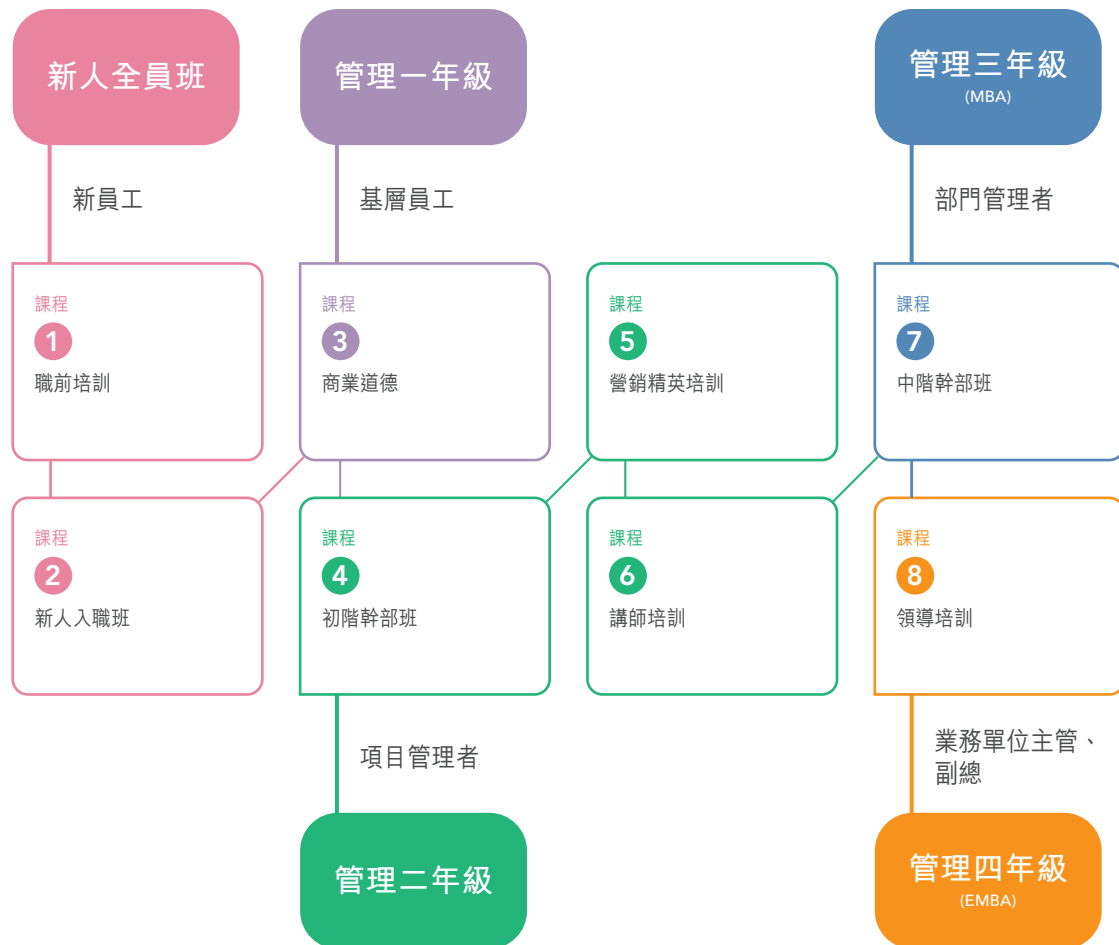 新人全員班
管理一年級
管理三年級
(MBA)
新員工
基層員工
部門管理者
課程
1
職前培訓
課程
3
商業道德
課程
5
營銷精英培訓
課程
7
中階幹部班
課程
2
新人入職班
課程
4
初階幹部班
課程
6
講師培訓
課程
8
領導培訓
項目管理者
業務單位主管、
副總
管理二年級
管理四年級
(EMBA)